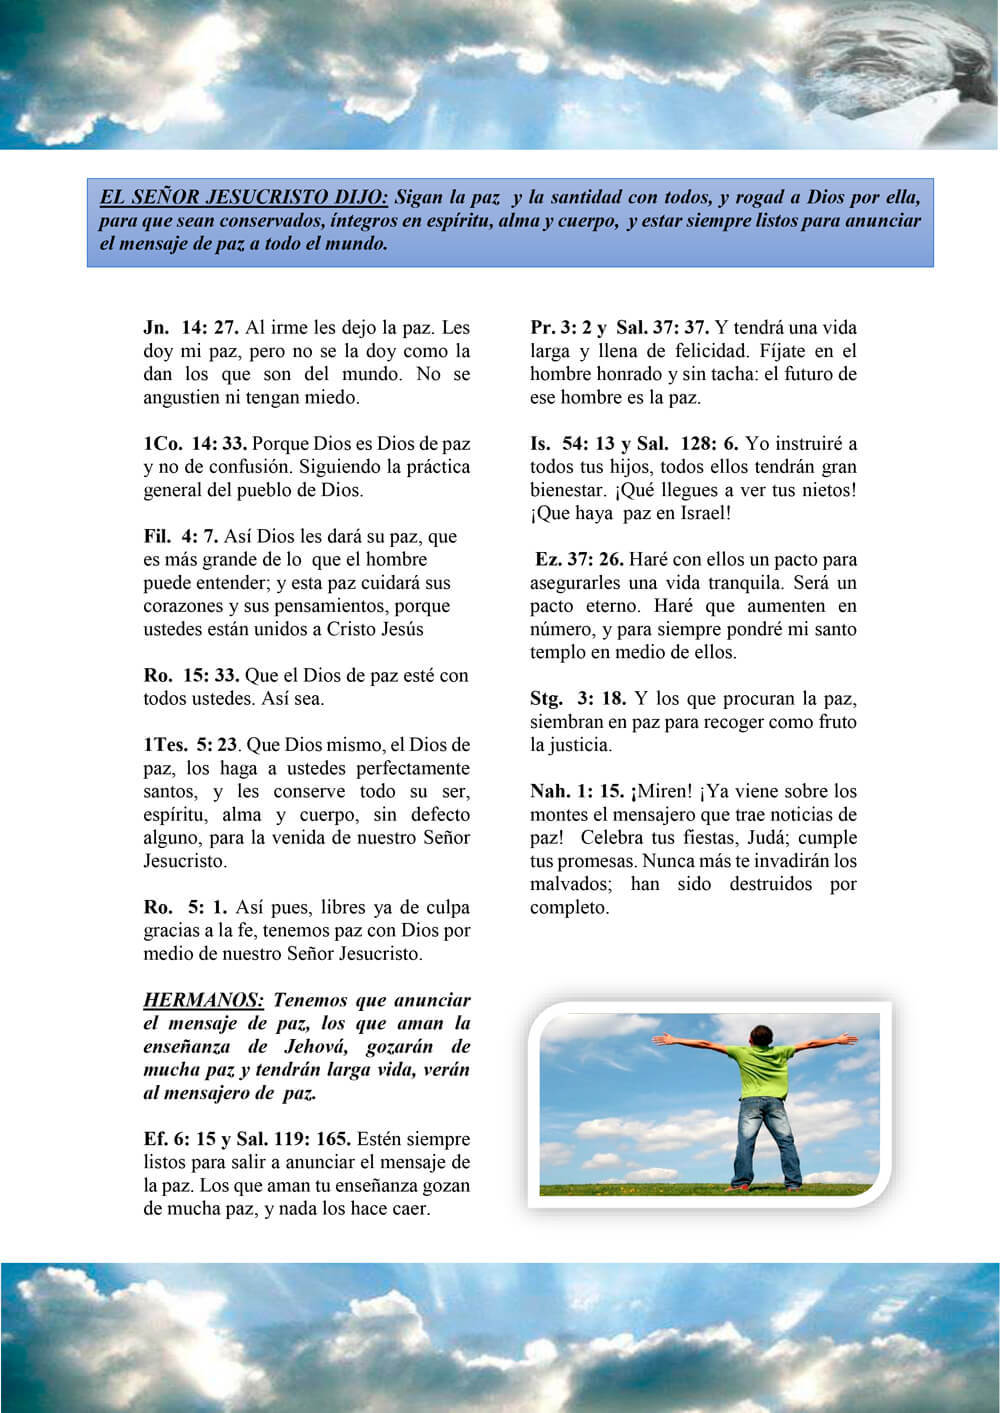 EL SEÑOR JESUCRISTO DIJO: Sigan la paz  y la santidad con todos, y rogad a Dios por ella,
para que sean conservados, íntegros en espíritu, alma y cuerpo,  y estar siempre listos para anunciar
el mensaje de paz a todo el mundo.
Jn.  14: 27. Al irme les dejo la paz. Les
doy mi paz, pero no se la doy como la
dan los que son del mundo. No se
angustien ni tengan miedo.
1Co.  14: 33. Porque Dios es Dios de paz
y no de confusión. Siguiendo la práctica
general del pueblo de Dios.
Fil.  4: 7. Así Dios les dará su paz, que
es más grande de lo  que el hombre
puede entender; y esta paz cuidará sus
corazones y sus pensamientos, porque
ustedes están unidos a Cristo Jesús
Ro.  15: 33. Que el Dios de paz esté con
todos ustedes. Así sea.
1Tes.  5: 23. Que Dios mismo, el Dios de
paz, los haga a ustedes perfectamente
santos, y les conserve todo su ser,
espíritu, alma y cuerpo, sin defecto
alguno, para la venida de nuestro Señor
Jesucristo.
Ro.  5: 1. Así pues, libres ya de culpa
gracias a la fe, tenemos paz con Dios por
medio de nuestro Señor Jesucristo.
HERMANOS: Tenemos que anunciar
el mensaje de paz, los que aman la
enseñanza de Jehová, gozarán de
mucha paz y tendrán larga vida, verán
al mensajero de  paz.
Ef. 6: 15 y Sal. 119: 165. Estén siempre
listos para salir a anunciar el mensaje de
la paz. Los que aman tu enseñanza gozan
de mucha paz, y nada los hace caer.
Pr. 3: 2 y  Sal. 37: 37. Y tendrá una vida
larga y llena de felicidad. Fíjate en el
hombre honrado y sin tacha: el futuro de
ese hombre es la paz.
Is.  54: 13 y Sal.  128: 6. Yo instruiré a
todos tus hijos, todos ellos tendrán gran
bienestar. ¡Qué llegues a ver tus nietos!
¡Que haya  paz en Israel!
Ez. 37: 26. Haré con ellos un pacto para
asegurarles una vida tranquila. Será un
pacto eterno. Haré que aumenten en
número, y para siempre pondré mi santo
templo en medio de ellos.
Stg.  3: 18. Y los que procuran la paz,
siembran en paz para recoger como fruto
la justicia.
Nah. 1: 15. ¡Miren! ¡Ya viene sobre los
montes el mensajero que trae noticias de
paz!  Celebra tus fiestas, Judá; cumple
tus promesas. Nunca más te invadirán los
malvados; han sido destruidos por
completo.